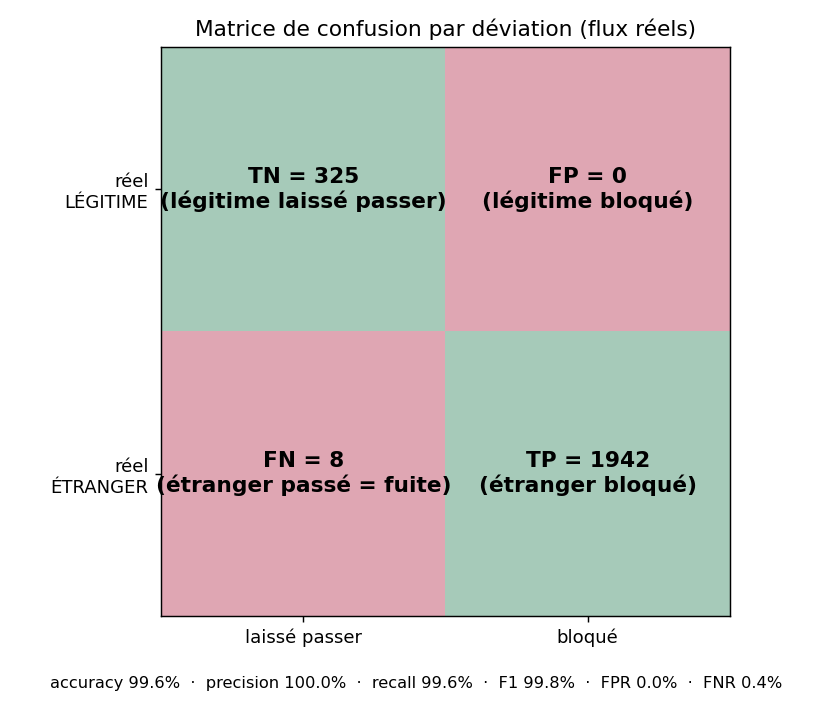 Matrice de confusion par déviation (flux réels)
réel
LÉGITIME
TN = 325
(légitime laissé passer)
FP = 0
(légitime bloqué)
réel
ÉTRANGER
FN = 8
(étranger passé = fuite)
TP = 1942
(étranger bloqué)
laissé passer
bloqué
accuracy 99.6% · precision 100.0% · recall 99.6% · F1 99.8% · FPR 0.0% · FNR 0.4%